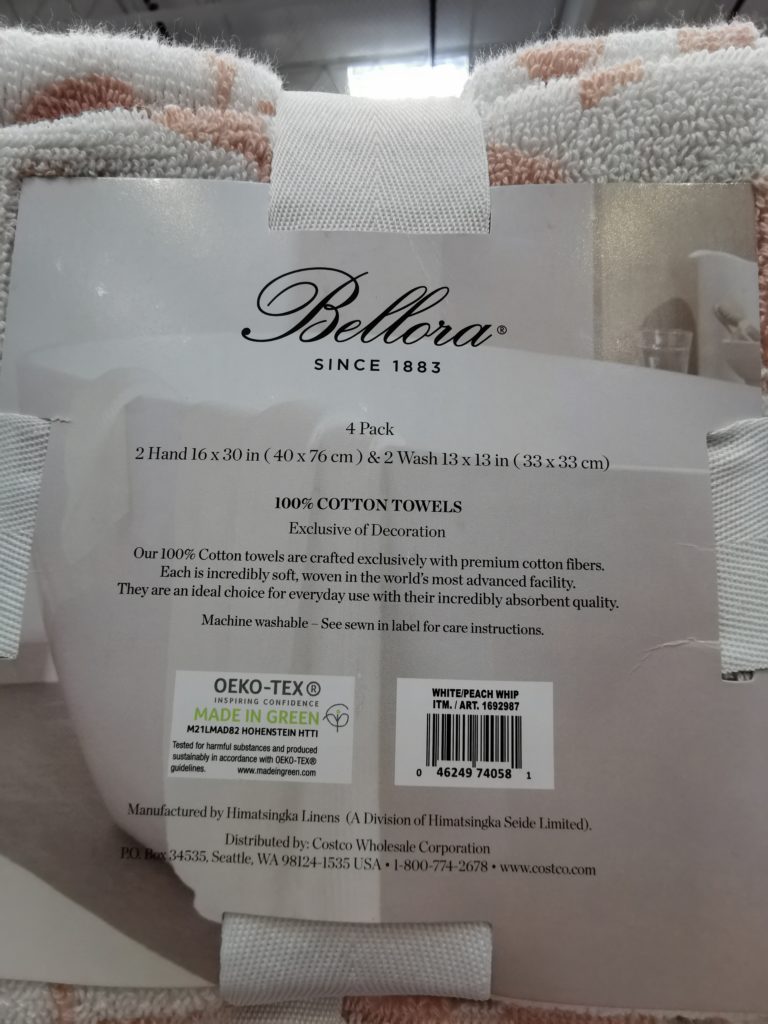 Bellora®
SINCE 1883
4 Pack
2 Hand 16 x 30 in ( 40 x 76 cm ) & 2 Wash 13 x 13 in ( 33 x 33 cm)
100% COTTON TOWELS
Exclusive of Decoration
Our 100% Cotton towels are crafted exclusively with premium cotton fibers.
Each is incredibly soft, woven in the world's most advanced facility.
They are an ideal choice for everyday use with their incredibly absorbent quality.
Machine washable – See sewn in label for care instructions.
OEKO-TEX®
INSPIRING CONFIDENCE
MADE IN GREEN
M21LMAD82 HOHENSTEIN HTTI
Tested for harmful substances and produced
sustainably in accordance with OEKO-TEX®
guidelines. www.madeingreen.com
WHITE/PEACH WHIP
ITM. / ART. 1692987
0 46249 74058 1
Manufactured by Himatsingka Linens (A Division of Himatsingka Seide Limited).
Distributed by: Costco Wholesale Corporation
P.O. Box 34535, Seattle, WA 98124-1535 USA • 1-800-774-2678 • www.costco.com